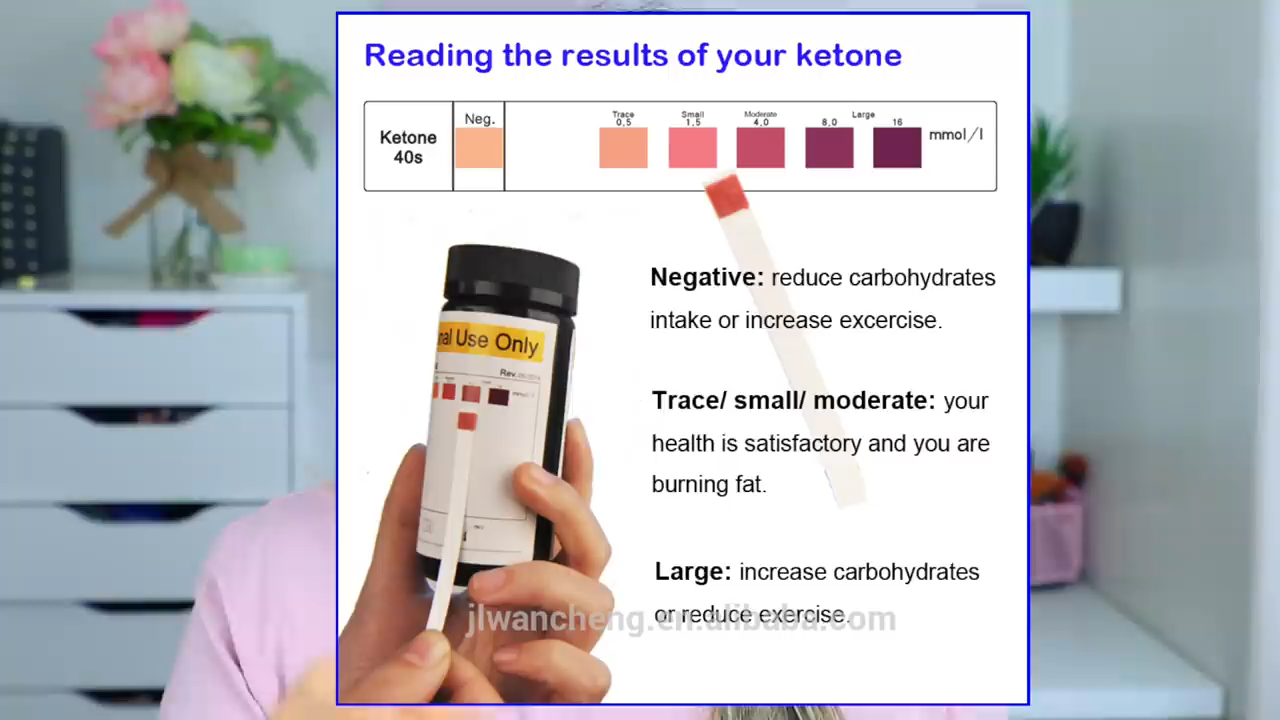 Reading the results of your ketone
Ketone
40s
Neg.
Trace
0.5
Small
1.5
Moderate
4.0
8.0
Large
16
mmol/l
nal Use Only
Rev.
Negative: reduce carbohydrates
intake or increase excercise.
Trace/ small/ moderate: your
health is satisfactory and you are
burning fat.
Large: increase carbohydrates
or reduce exercise.
jlwancheng.en.alibaba.com